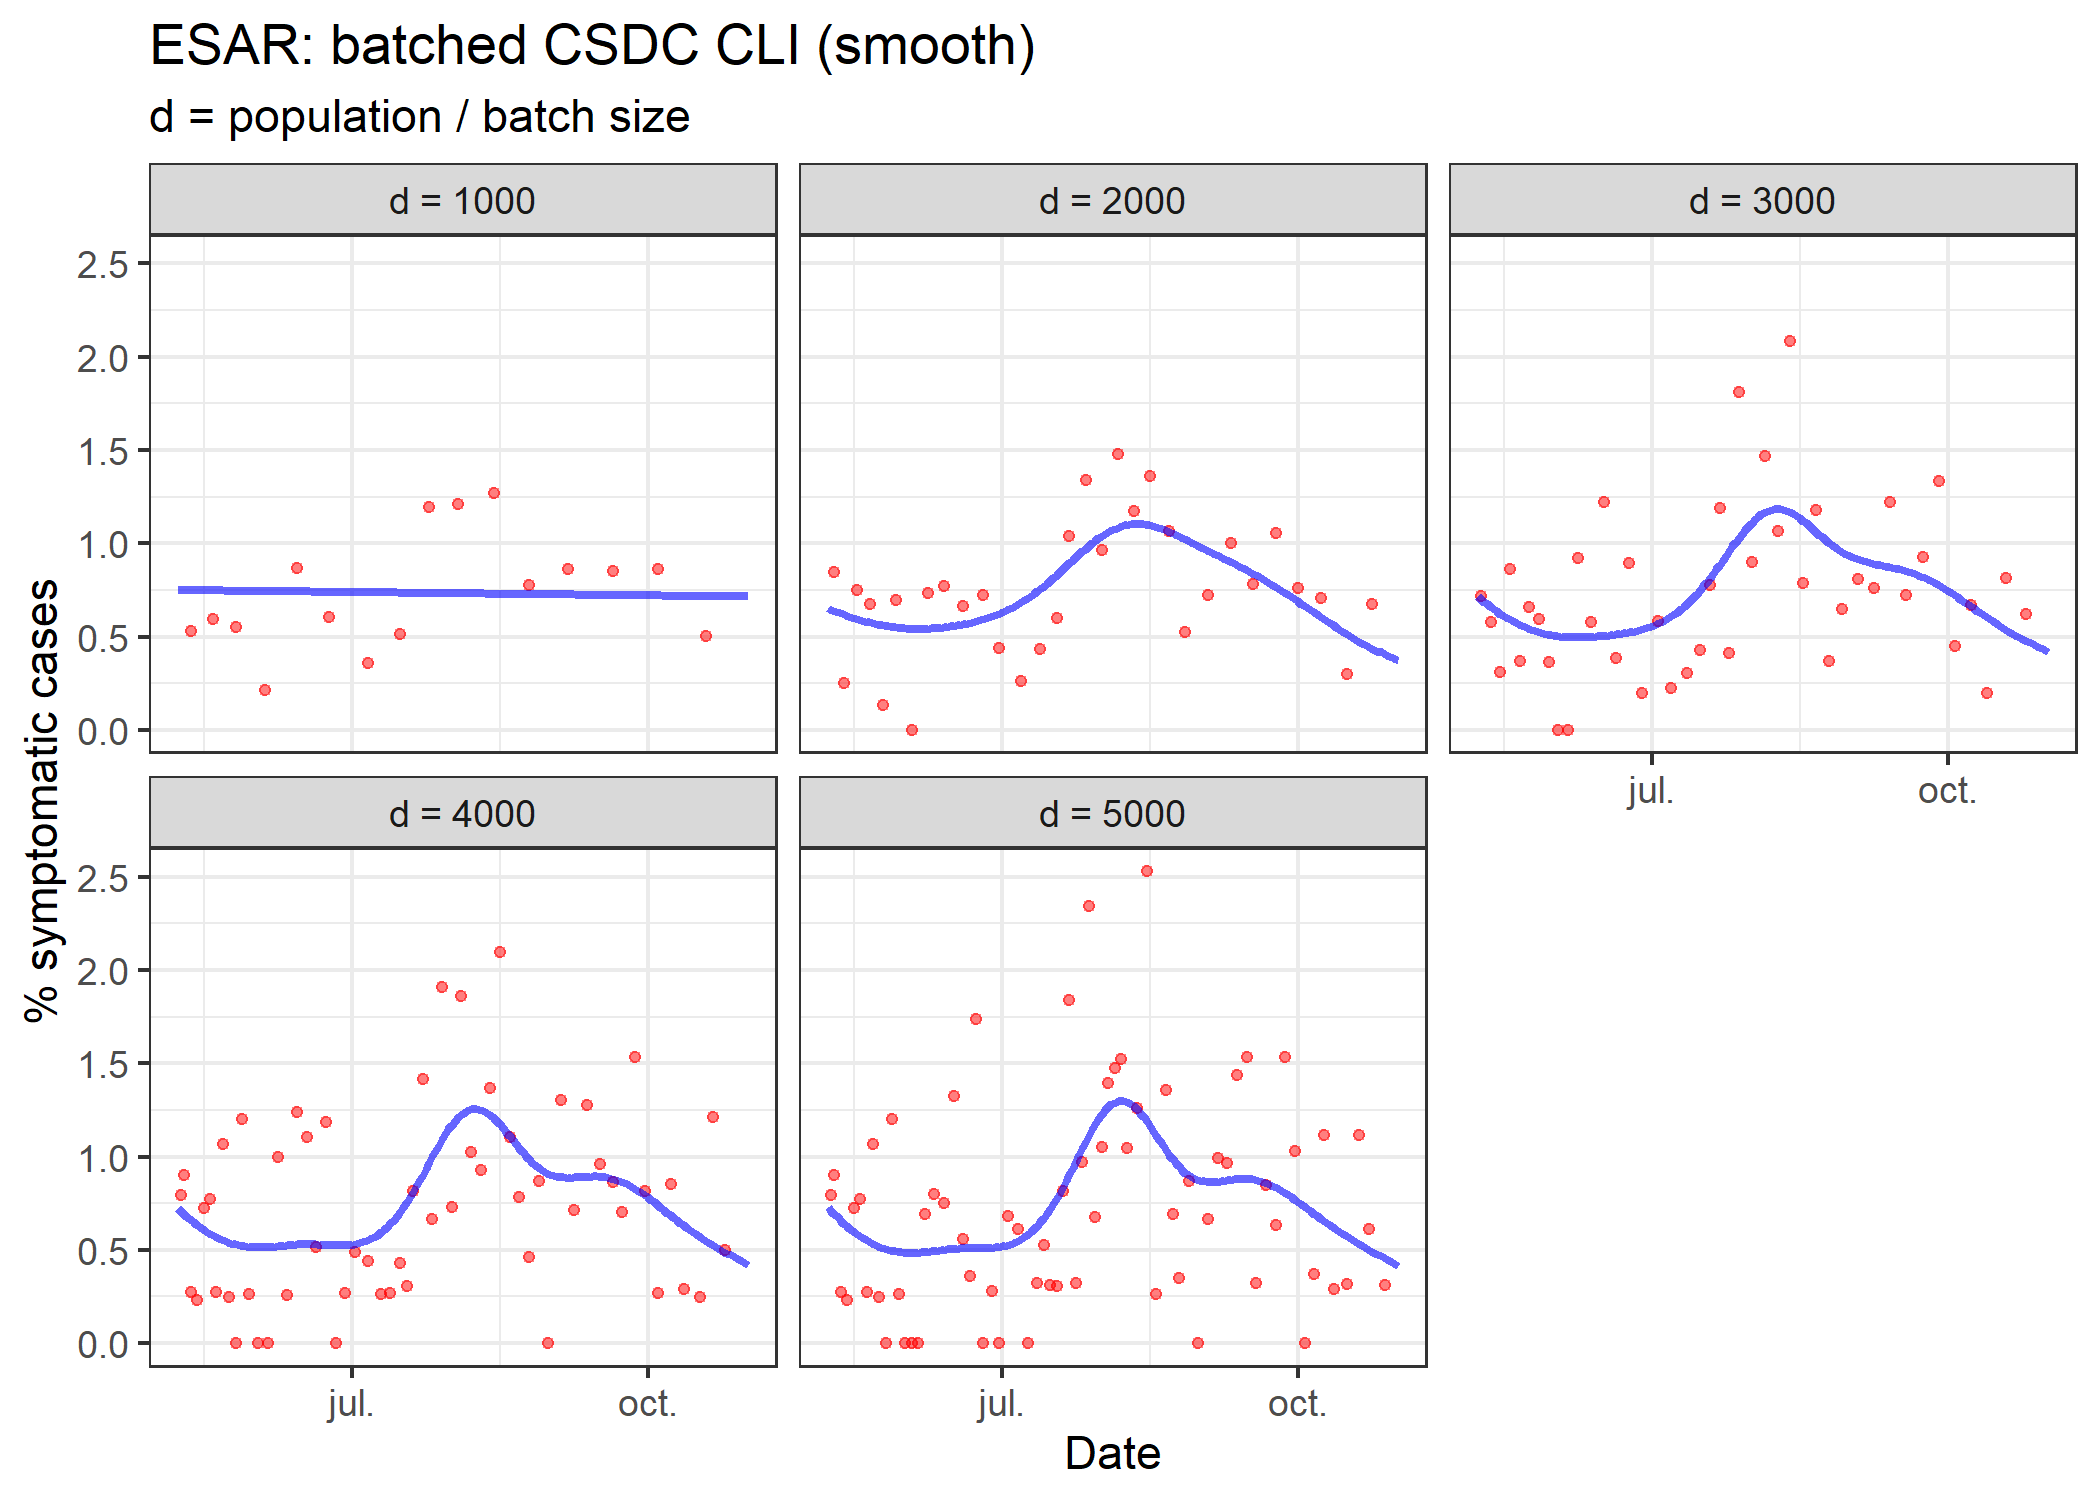 ESAR: batched CSDC CLI (smooth)
d = population / batch size
d = 1000
d = 2000
d = 3000
2.5
2.0
1.5
1.0
0.5
0.0
jul.
oct.
d = 4000
d = 5000
2.5
2.0
1.5
1.0
0.5
0.0
jul.
oct.
jul.
oct.
% symptomatic cases
Date